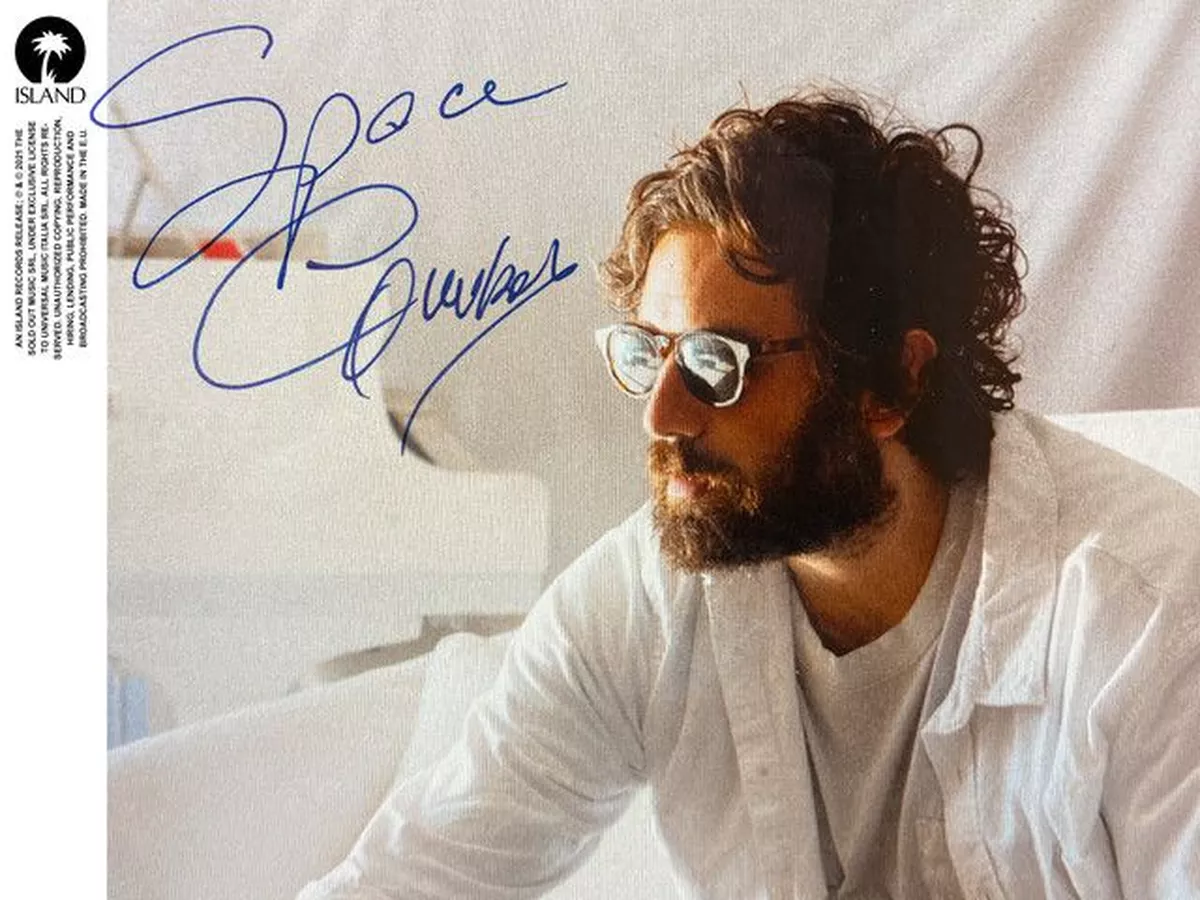 ISLAND
AN ISLAND RECORDS RELEASE; ℗ & © 2021 THE
SOLD OUT MUSIC SRL, UNDER EXCLUSIVE LICENSE
TO UNIVERSAL MUSIC ITALIA SRL. ALL RIGHTS RE-
SERVED. UNAUTHORIZED COPYING, REPRODUCTION,
HIRING, LENDING, PUBLIC PERFORMANCE AND
BROADCASTING PROHIBITED. MADE IN THE E.U.
Space